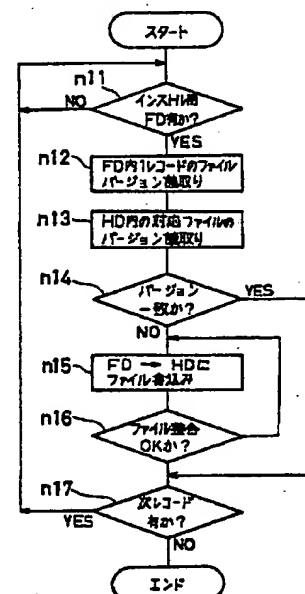 スタート
n11
インストール用
FD有か?
NO
YES
n12
FD内1レコードのファイル
バージョン読取り
n13
HD内の対応ファイルの
バージョン読取り
n14
バージョン
一致か?
YES
NO
n15
FD → HDに
ファイル書込み
n16
ファイル整合
OKか?
n17
次レコード
有か?
YES
NO
エンド